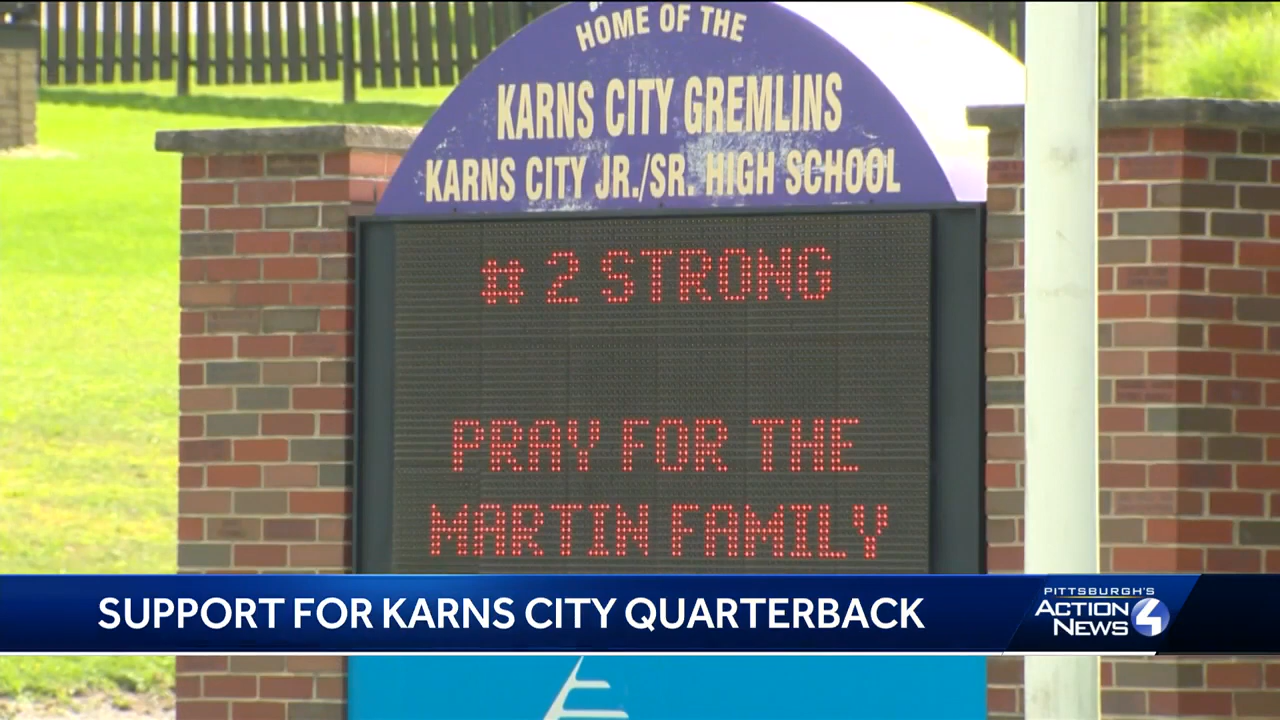 HOME OF THE
KARNS CITY GREMLINS
KARNS CITY JR./SR. HIGH SCHOOL
# 2 STRONG
PRAY FOR THE
MARTIN FAMILY
SUPPORT FOR KARNS CITY QUARTERBACK
PITTSBURGH'S
ACTION
NEWS 4